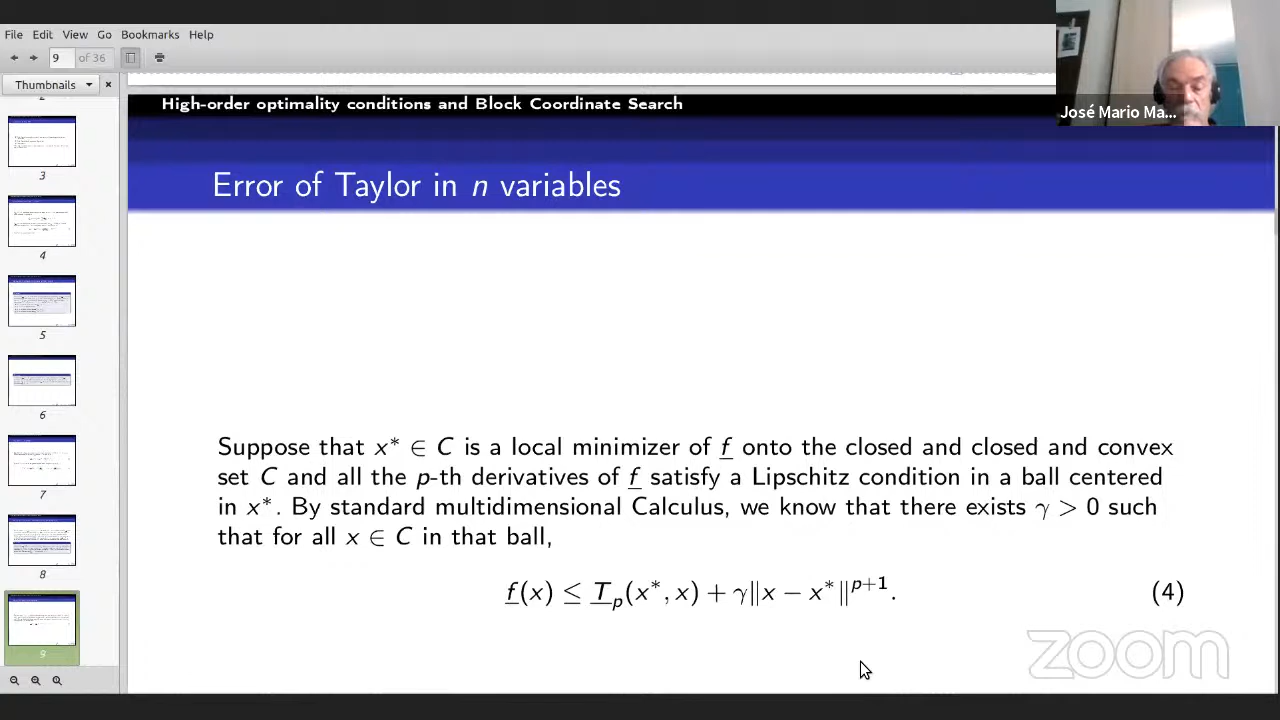 File Edit View Go Bookmarks Help
9 of 36
Thumbnails
High-order optimality conditions and Block Coordinate Search
José Mario Ma...
Error of Taylor in n variables
3
4
5
6
7
8
9
Suppose that x* ∈ C is a local minimizer of f̲ onto the closed and closed and convex
set C and all the p-th derivatives of f̲ satisfy a Lipschitz condition in a ball centered
in x*. By standard multidimensional Calculus, we know that there exists γ > 0 such
that for all x ∈ C in that ball,
f̲(x) ≤ T̲ₚ(x*, x) + γ‖x − x*‖ᵖ⁺¹. (4)
zoom